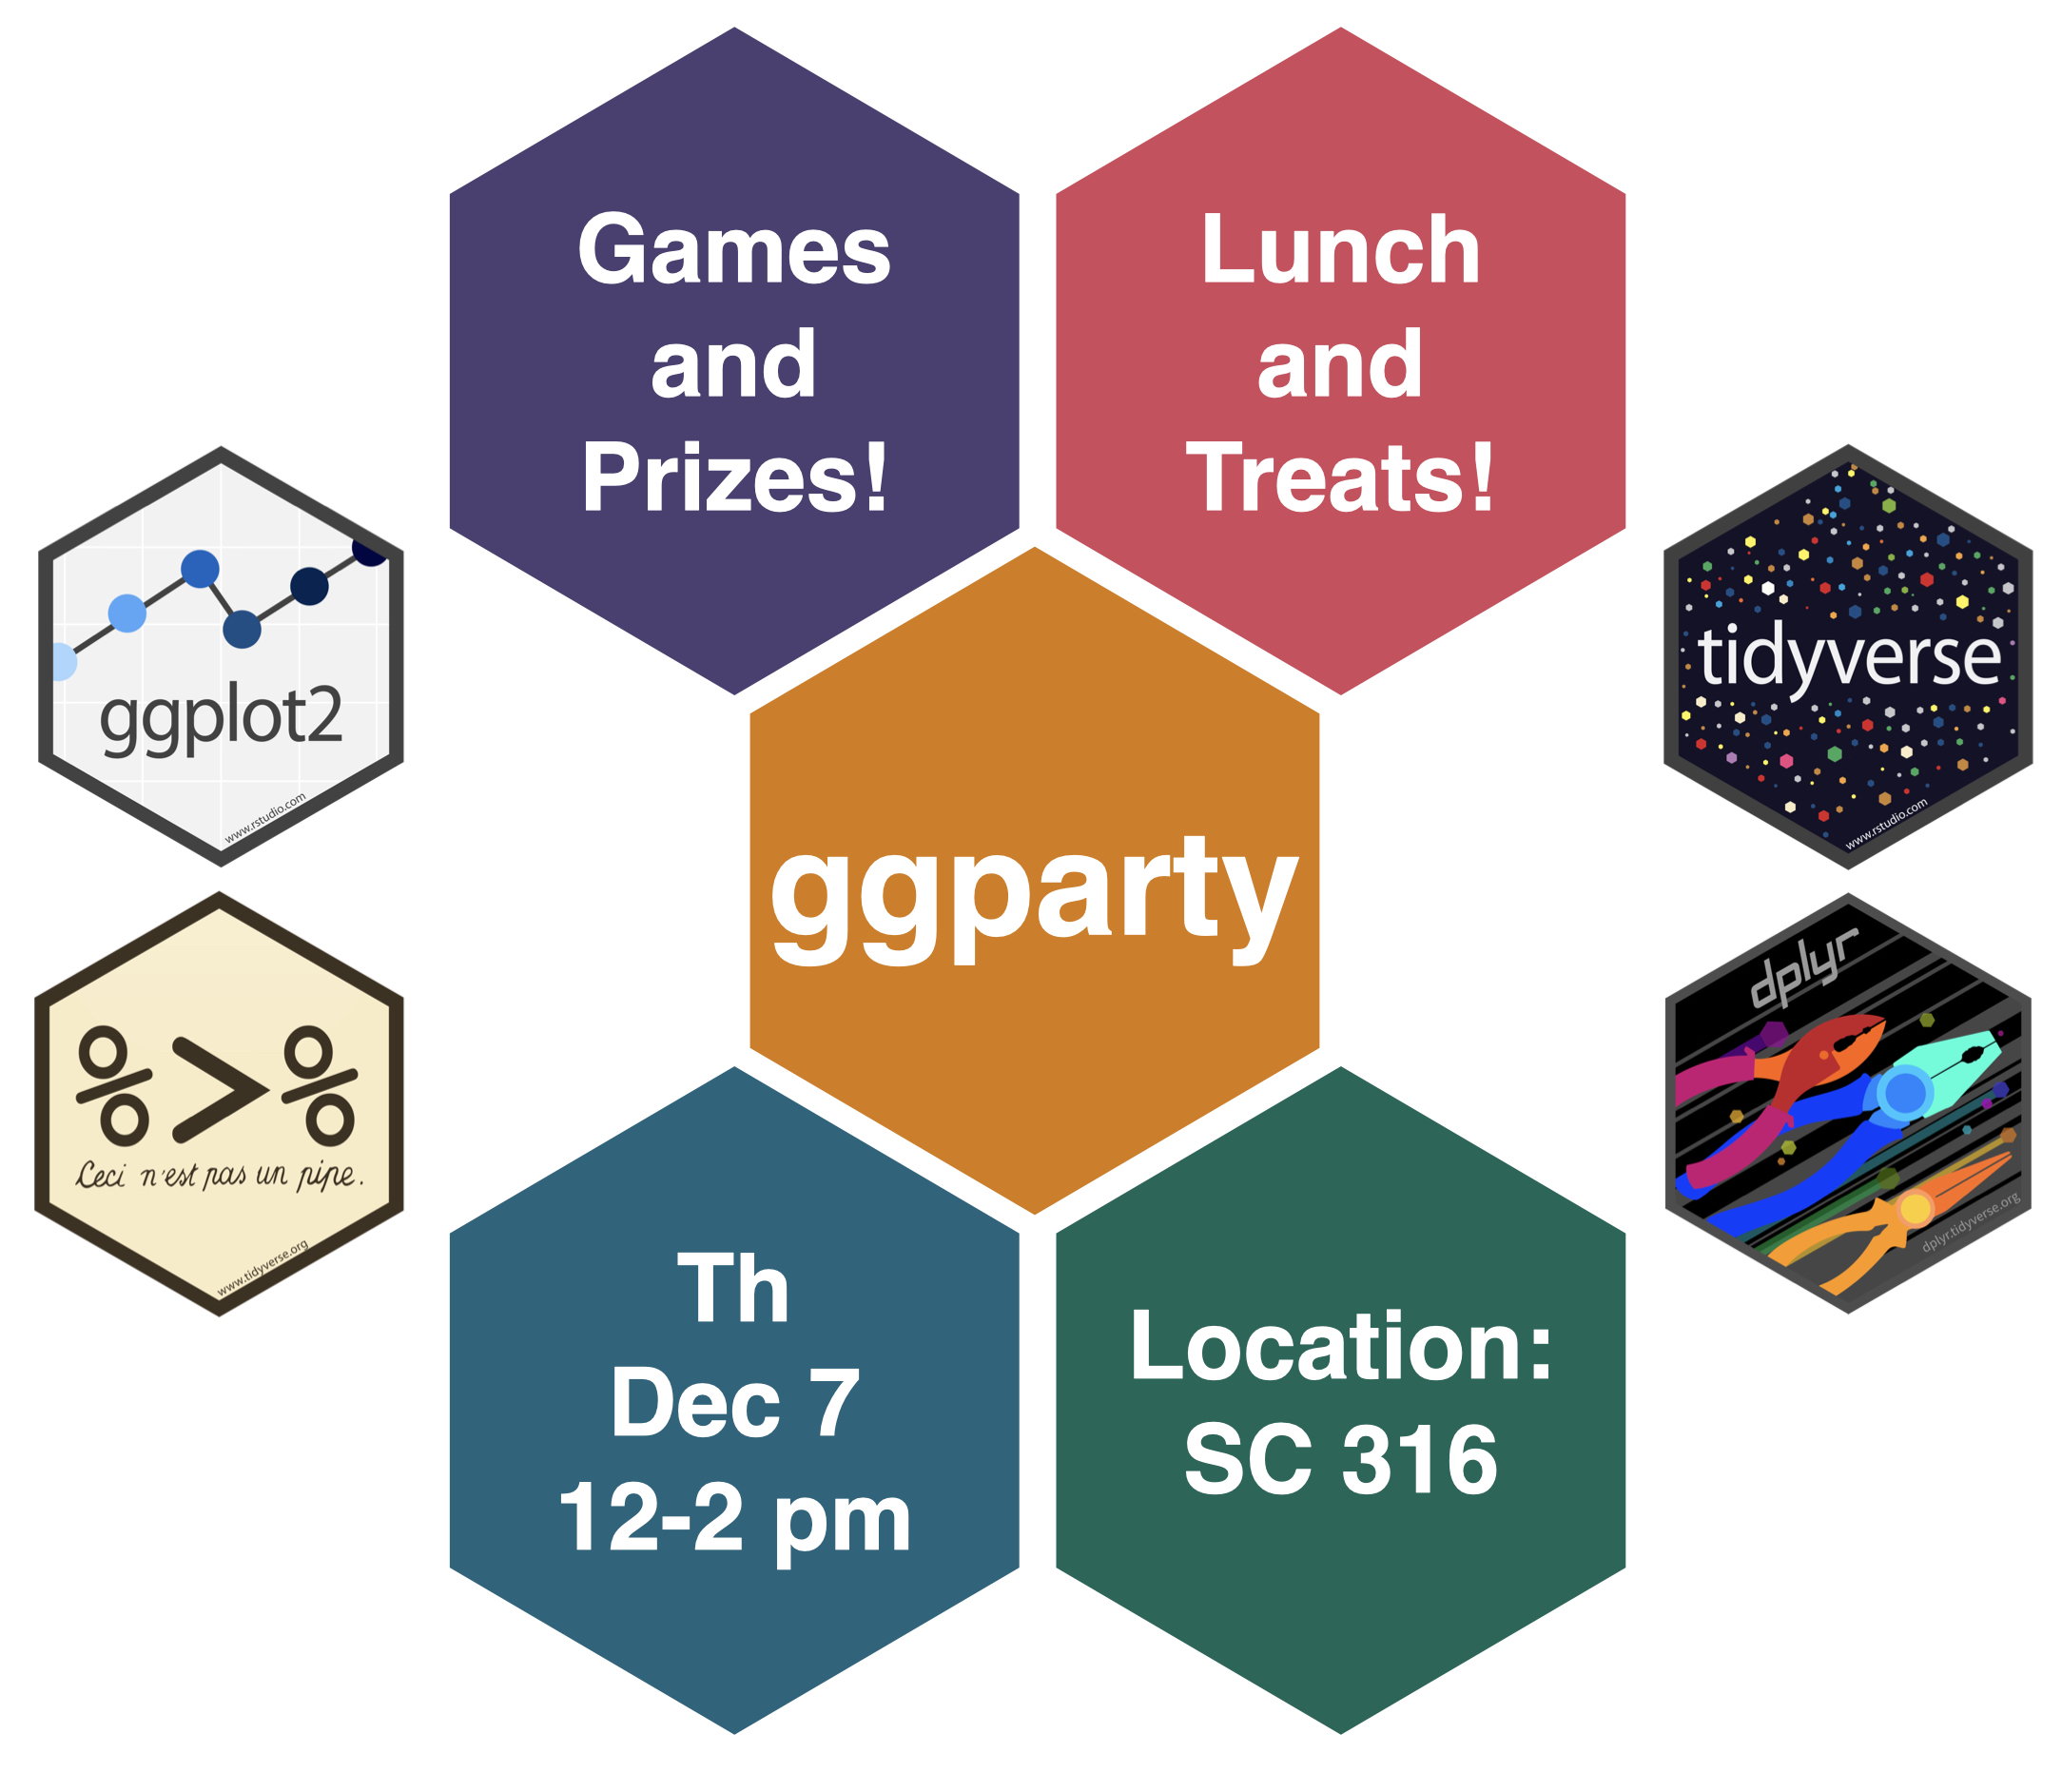 Games
and
Prizes!
Lunch
and
Treats!
ggplot2
www.rstudio.com
tidyverse
www.rstudio.com
ggparty
%>%
Ceci n'est pas un pipe.
www.tidyverse.org
dplyr
dplyr.tidyverse.org
Th
Dec 7
12-2 pm
Location:
SC 316